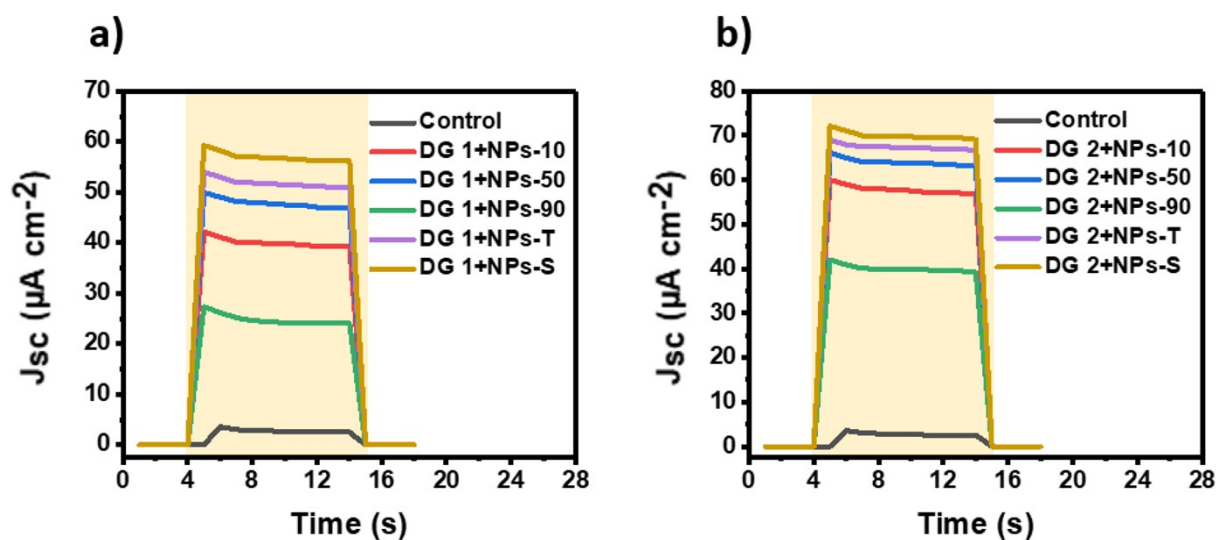 a)
70
60
50
40
30
20
10
0
Jsc (µA cm-2)
Control
DG 1+NPs-10
DG 1+NPs-50
DG 1+NPs-90
DG 1+NPs-T
DG 1+NPs-S
0 4 8 12 16 20 24 28
Time (s)
b)
80
70
60
50
40
30
20
10
0
Jsc (µA cm-2)
Control
DG 2+NPs-10
DG 2+NPs-50
DG 2+NPs-90
DG 2+NPs-T
DG 2+NPs-S
0 4 8 12 16 20 24 28
Time (s)